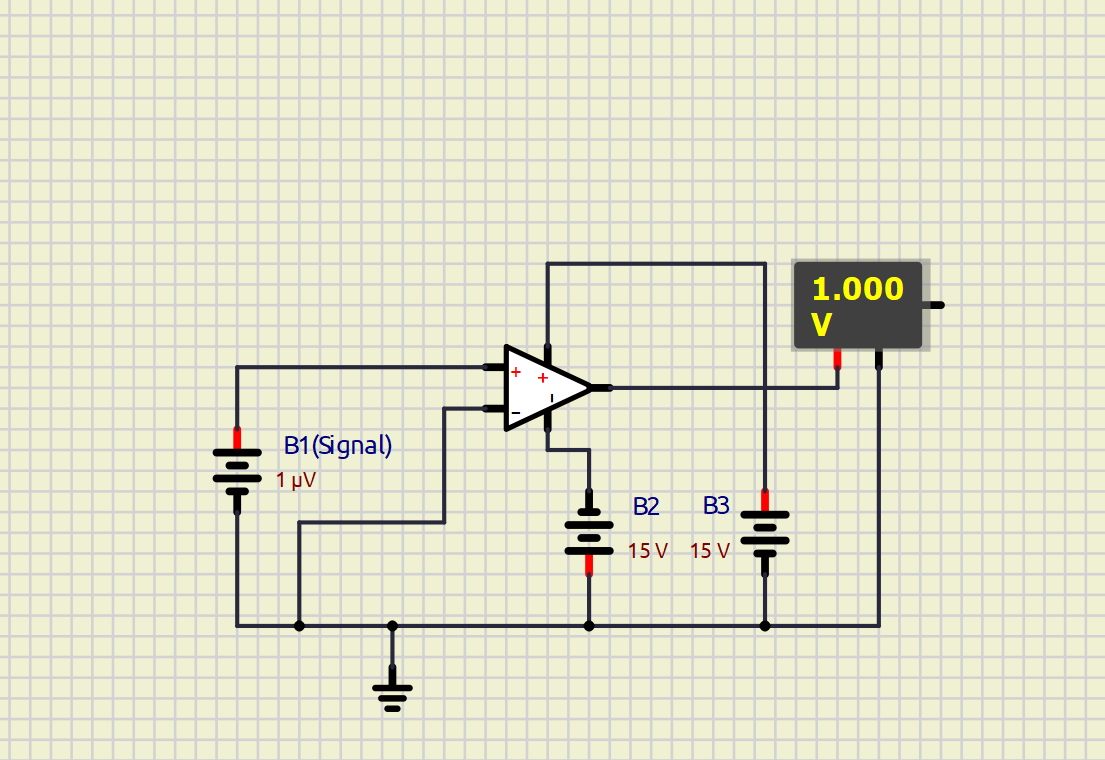 1.000
V
+
+
−
−
B1(Signal)
1 µV
B2
B3
15 V
15 V